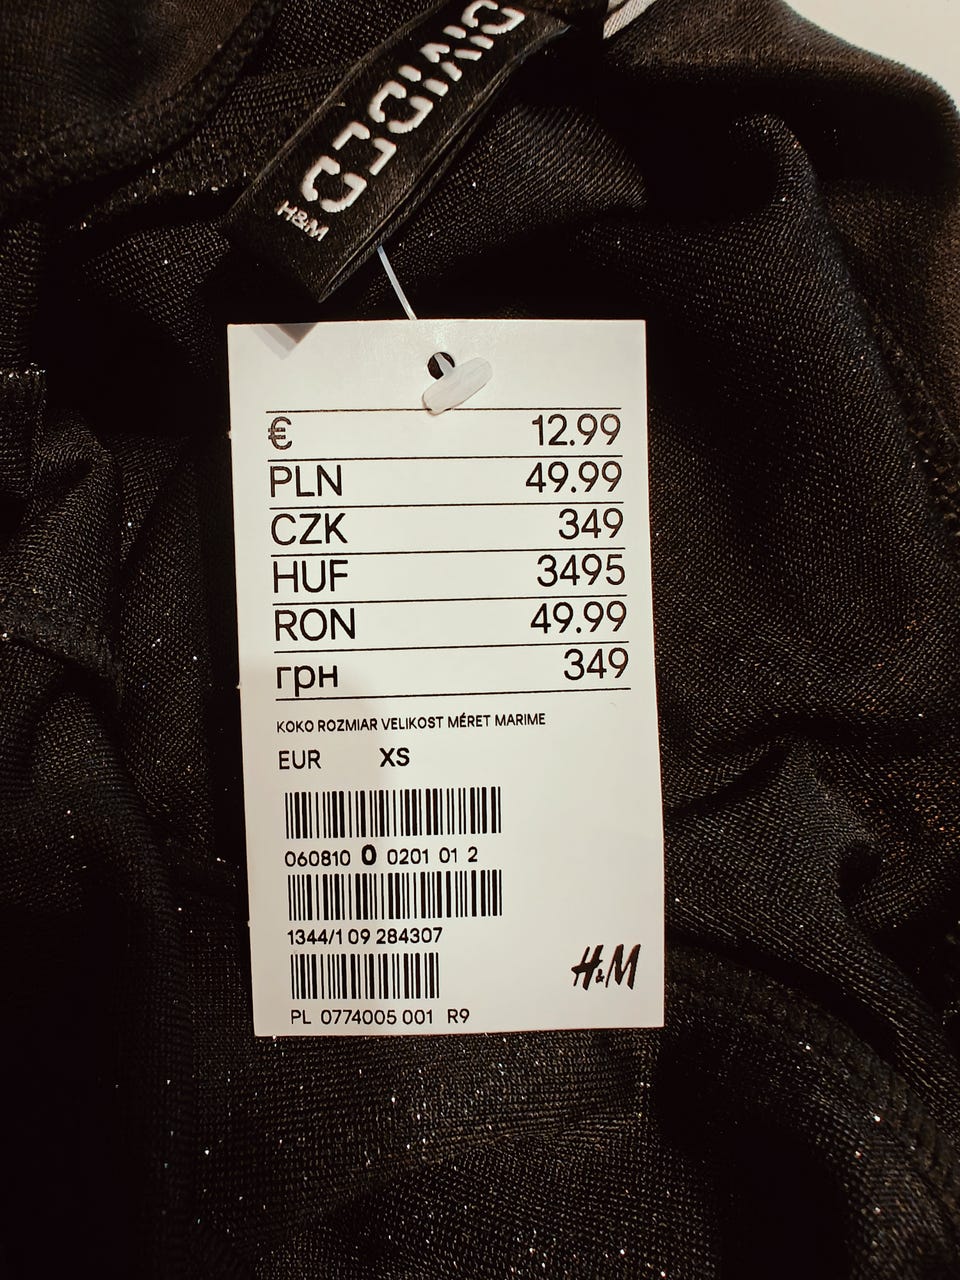 DIVIDED
H&M
€ 12.99
PLN 49.99
CZK 349
HUF 3495
RON 49.99
грн 349
KOKO ROZMIAR VELIKOST MÉRET MARIME
EUR XS
060810 0 0201 01 2
1344/1 09 284307
H&M
PL 0774005 001 R9